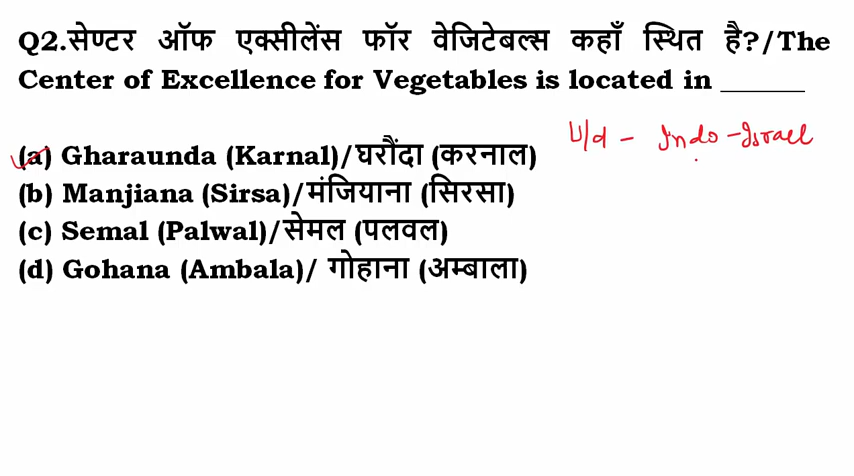 Q2.सेण्टर ऑफ एक्सीलेंस फॉर वेजिटेबल्स कहाँ स्थित है?/The
Center of Excellence for Vegetables is located in ______
U/d - Indo-Israel
(a) Gharaunda (Karnal)/घरौंदा (करनाल)
(b) Manjiana (Sirsa)/मंजियाना (सिरसा)
(c) Semal (Palwal)/सेमल (पलवल)
(d) Gohana (Ambala)/ गोहाना (अम्बाला)